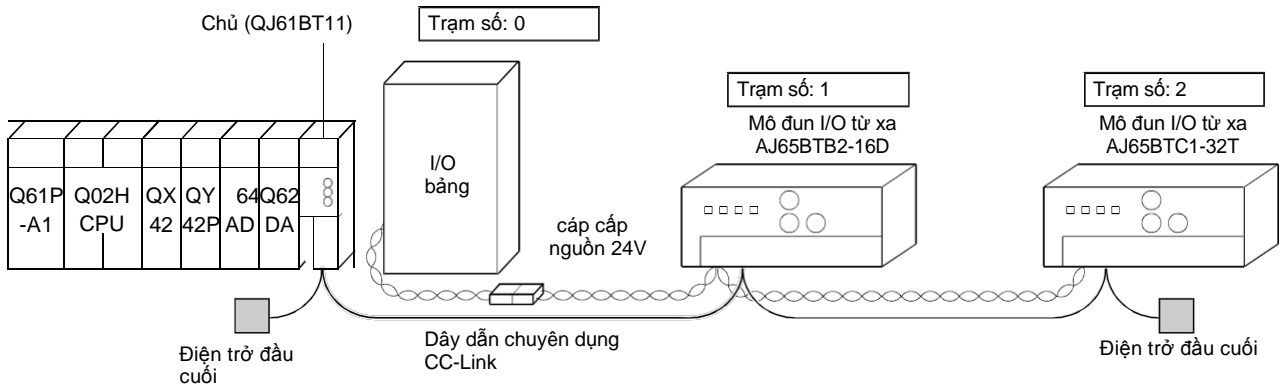 Chủ (QJ61BT11)
Trạm số: 0
Trạm số: 1
Trạm số: 2
Mô đun I/O từ xa
AJ65BTB2-16D
Mô đun I/O từ xa
AJ65BTC1-32T
I/O
bảng
Q61P
-A1
Q02H
CPU
QX
42
QY
42P
64
AD
Q62
DA
cáp cấp
nguồn 24V
Dây dẫn chuyên dụng
CC-Link
Điện trở đầu
cuối
Điện trở đầu cuối